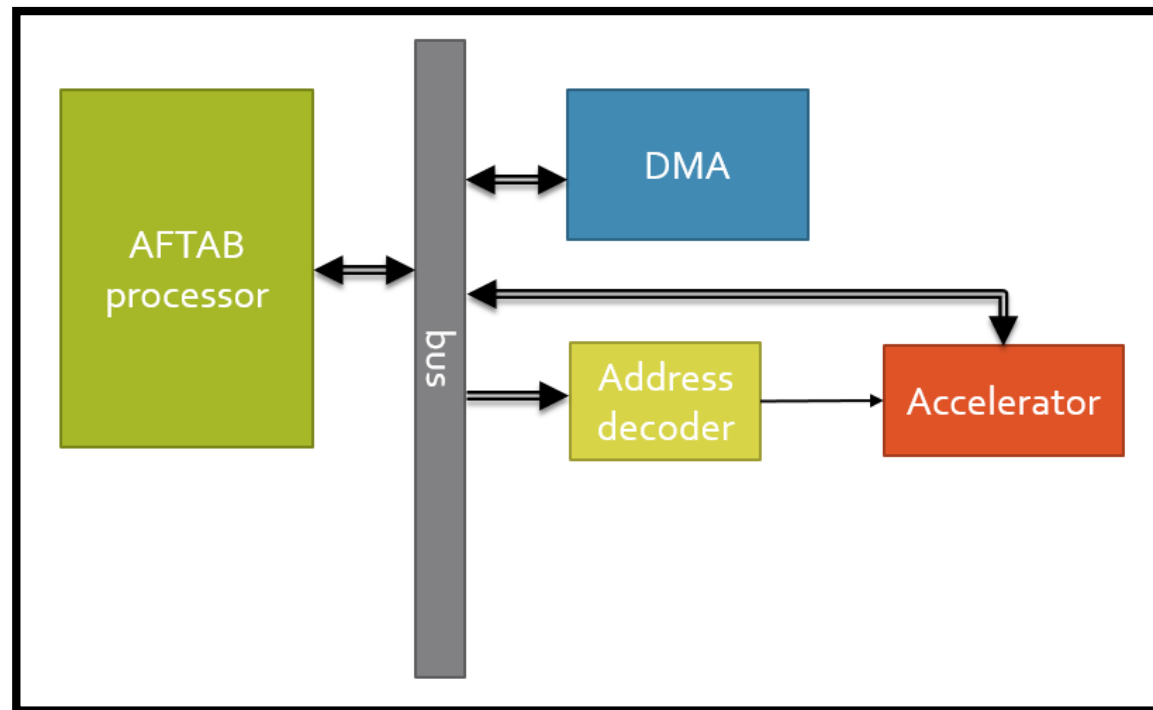 AFTAB
processor
bus
DMA
Address
decoder
Accelerator